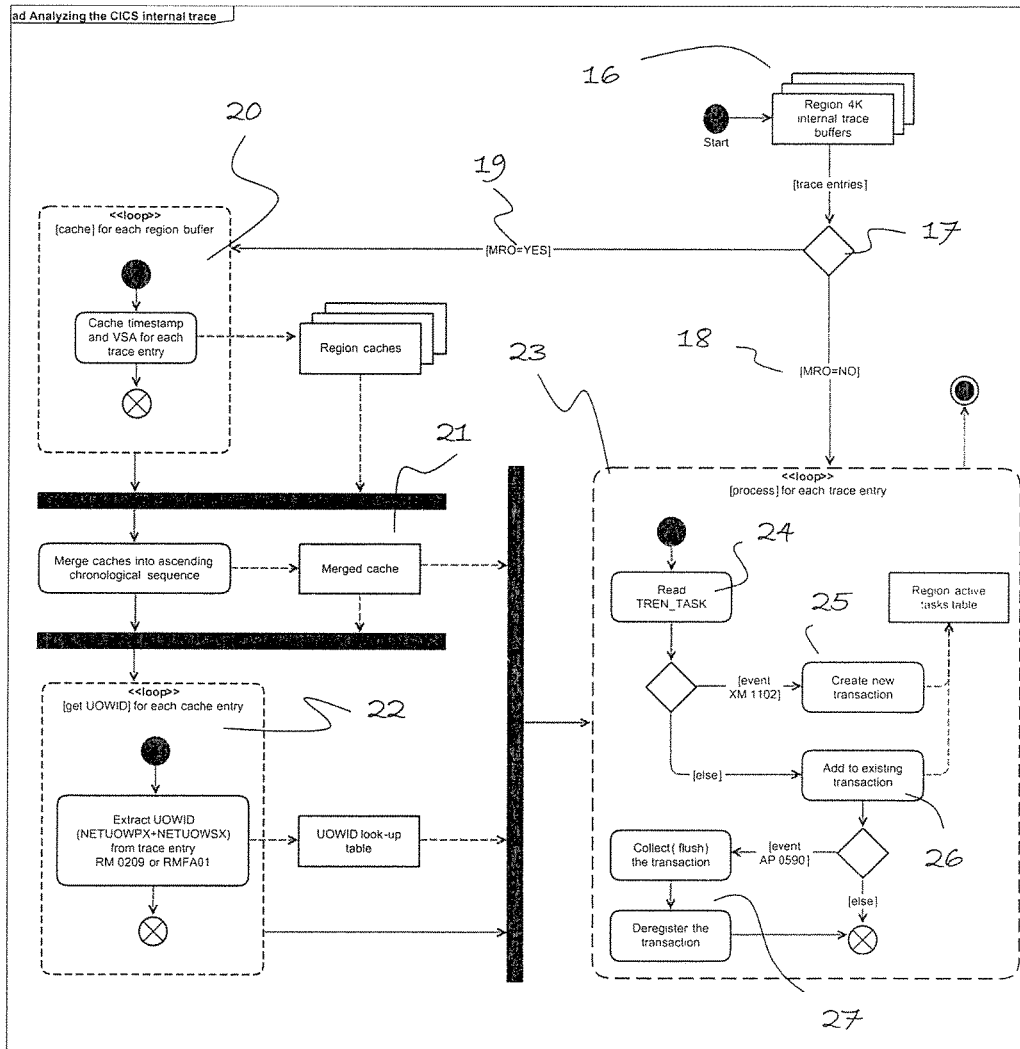 ad Analyzing the CICS internal trace
16
Region 4K
internal trace
buffers
Start
[trace entries]
17
20
19
<<loop>>
[cache] for each region buffer
[MRO=YES]
Cache timestamp
and VSA for each
trace entry
Region caches
18
[MRO=NO]
23
21
<<loop>>
[process] for each trace entry
Merge caches into ascending
chronological sequence
Merged cache
24
Read
TREN_TASK
Region active
tasks table
25
[event
XM 1102]
Create new
transaction
<<loop>>
[get UOWID] for each cache entry
22
[else]
Add to existing
transaction
26
Extract UOWID
(NETUOWPX+NETUOWSX)
from trace entry
RM 0209 or RMFA01
UOWID look-up
table
Collect( flush)
the transaction
[event
AP 0590]
[else]
Deregister the
transaction
27